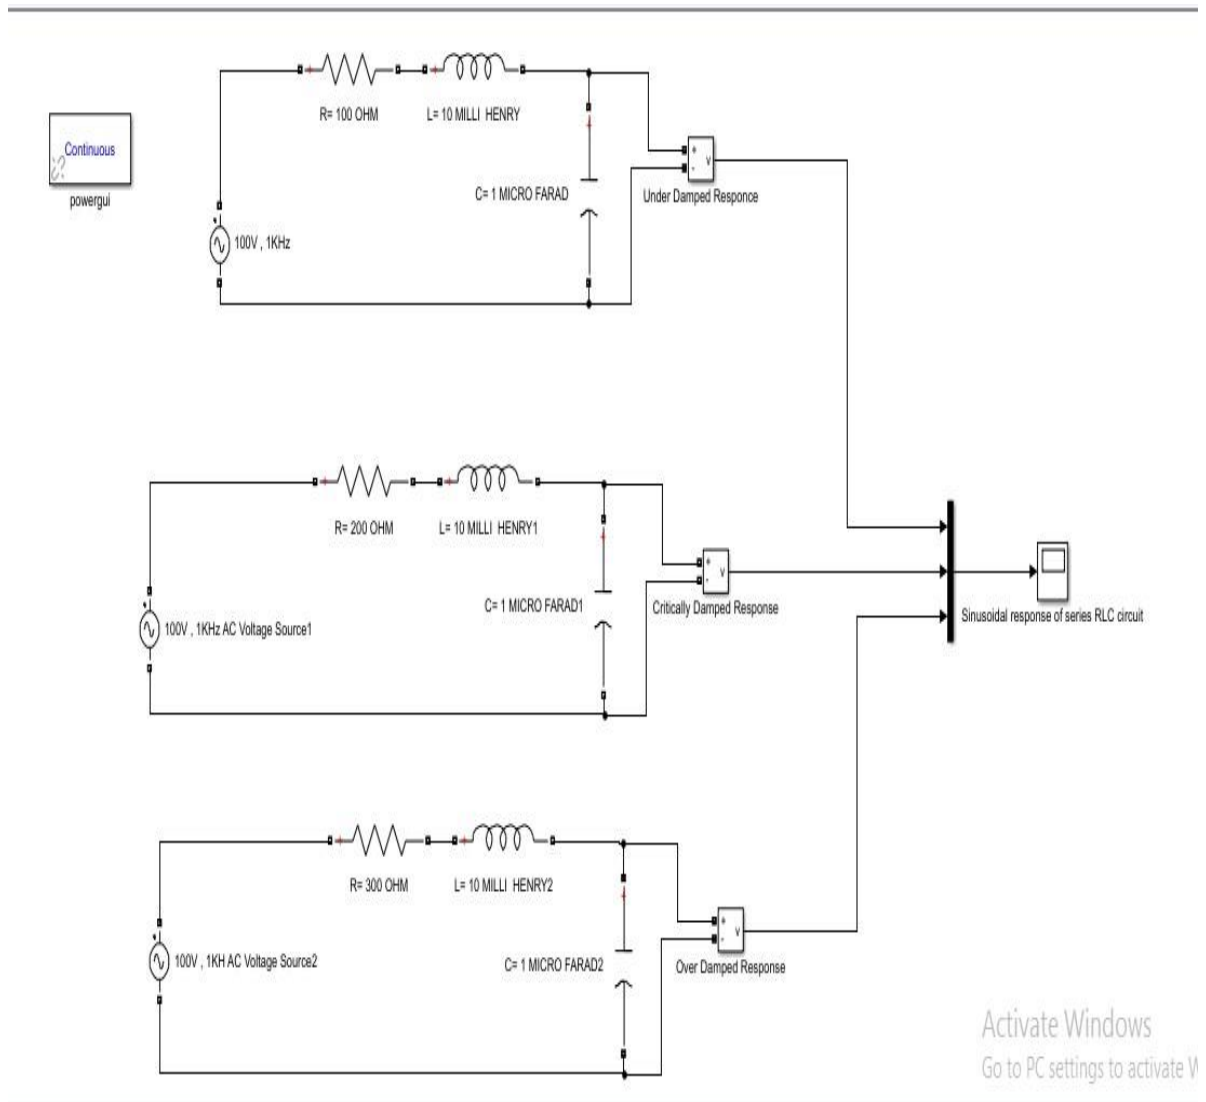 R= 100 OHM
L= 10 MILLI HENRY
Continuous
powergui
C= 1 MICRO FARAD
+
-
v
Under Damped Responce
100V , 1KHz
R= 200 OHM
L= 10 MILLI HENRY1
C= 1 MICRO FARAD1
+
-
v
Critically Damped Response
100V , 1KHz AC Voltage Source1
Sinusoidal response of series RLC circuit
R= 300 OHM
L= 10 MILLI HENRY2
C= 1 MICRO FARAD2
+
-
v
Over Damped Response
100V , 1KH AC Voltage Source2
Activate Windows
Go to PC settings to activate W